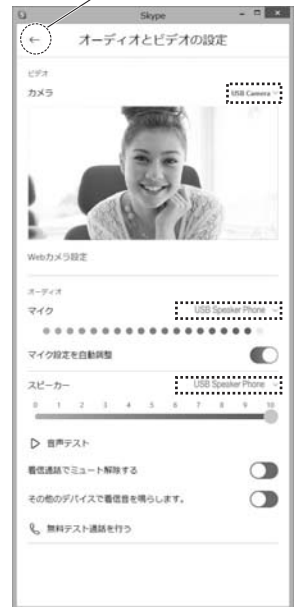 Skype
← オーディオとビデオの設定
ビデオ
カメラ USB Camera
Webカメラ設定
オーディオ
マイク USB Speaker Phone
マイク設定を自動調整
スピーカー USB Speaker Phone
0 1 2 3 4 5 6 7 8 9 10
音声テスト
着信通話でミュート解除する
その他のデバイスで着信音を鳴らします。
無料テスト通話を行う